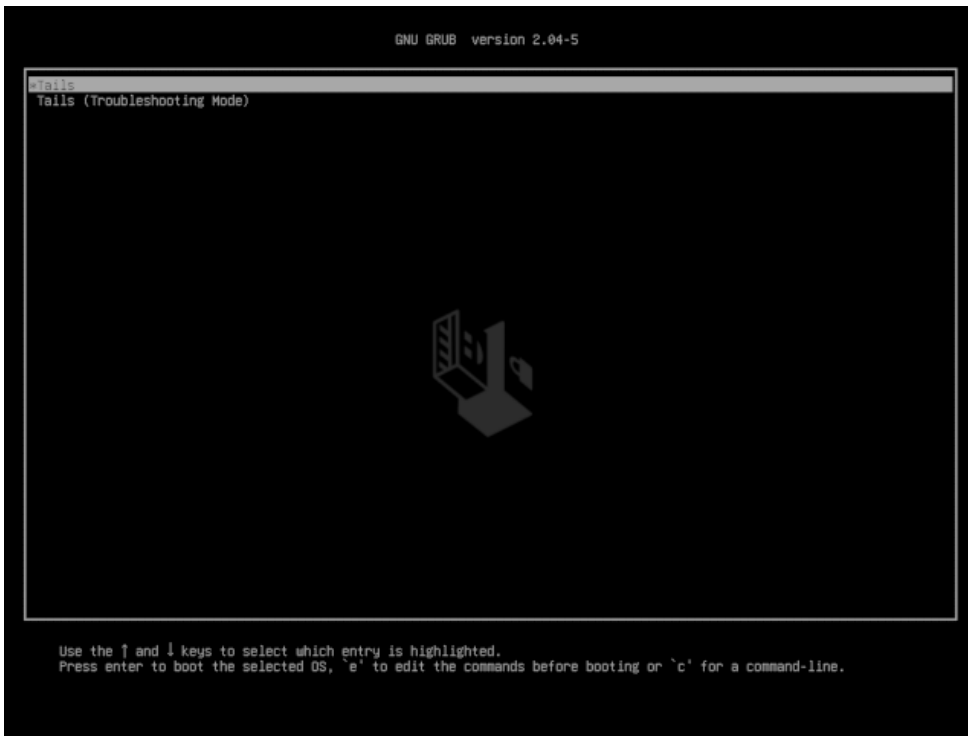 GNU GRUB  version 2.04-5
*Tails
Tails (Troubleshooting Mode)
Use the ↑ and ↓ keys to select which entry is highlighted.
Press enter to boot the selected OS, `e' to edit the commands before booting or `c' for a command-line.